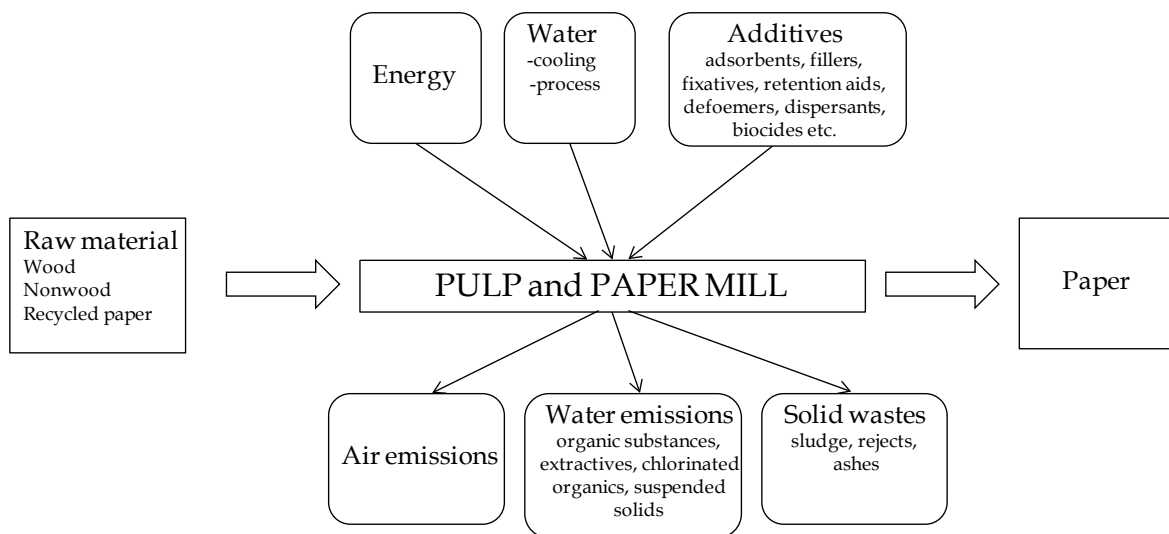 Energy
Water
-cooling
-process
Additives
adsorbents, fillers,
fixatives, retention aids,
defoemers, dispersants,
biocides etc.
Raw material
Wood
Nonwood
Recycled paper
PULP and PAPER MILL
Paper
Air emissions
Water emissions
organic substances,
extractives, chlorinated
organics, suspended
solids
Solid wastes
sludge, rejects,
ashes